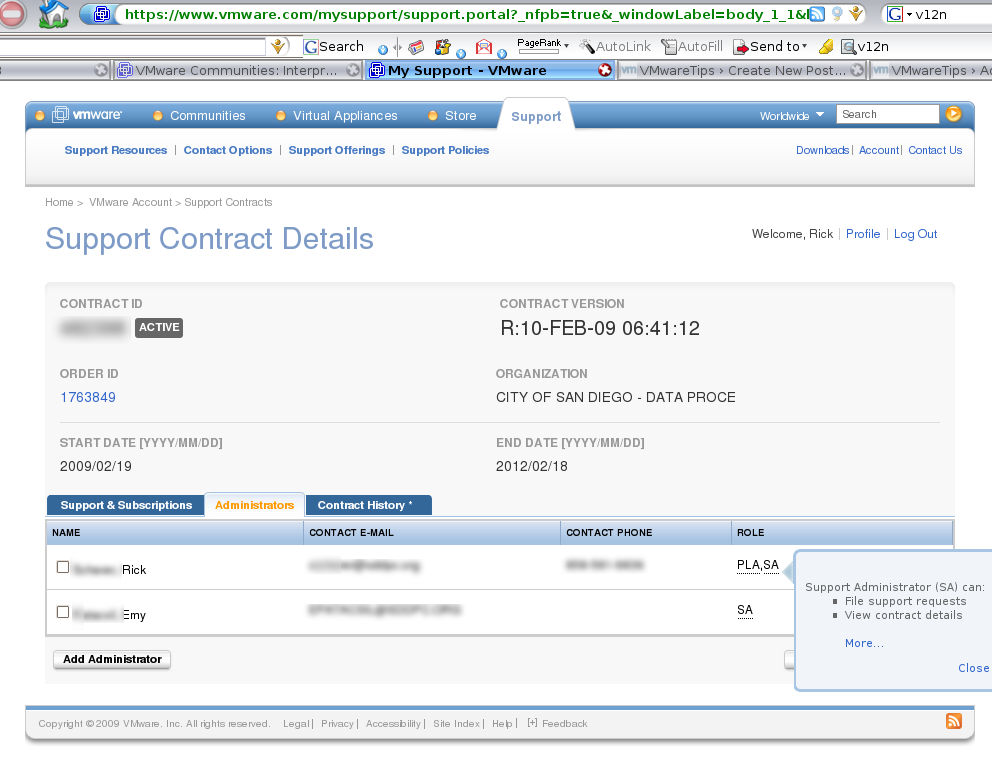 https://www.vmware.com/mysupport/support.portal?_nfpb=true&_windowLabel=body_1_1& v12n
Search PageRank AutoLink AutoFill Send to v12n
VMware Communities: Interpr... My Support - VMware VMwareTips › Create New Post... VMwareTips ›
vmware Communities Virtual Appliances Store Support Worldwide Search
Support Resources | Contact Options | Support Offerings | Support Policies Downloads | Account | Contact Us
Home > VMware Account > Support Contracts
Support Contract Details Welcome, Rick | Profile | Log Out
CONTRACT ID CONTRACT VERSION
ACTIVE R:10-FEB-09 06:41:12
ORDER ID ORGANIZATION
1763849 CITY OF SAN DIEGO - DATA PROCE
START DATE [YYYY/MM/DD] END DATE [YYYY/MM/DD]
2009/02/19 2012/02/18
Support & Subscriptions Administrators Contract History *
NAME CONTACT E-MAIL CONTACT PHONE ROLE
Rick PLA,SA
Emy SA
Support Administrator (SA) can:
File support requests
View contract details
More...
Close
Add Administrator
Copyright © 2009 VMware. Inc. All rights reserved. Legal | Privacy | Accessibility | Site Index | Help | [+] Feedback